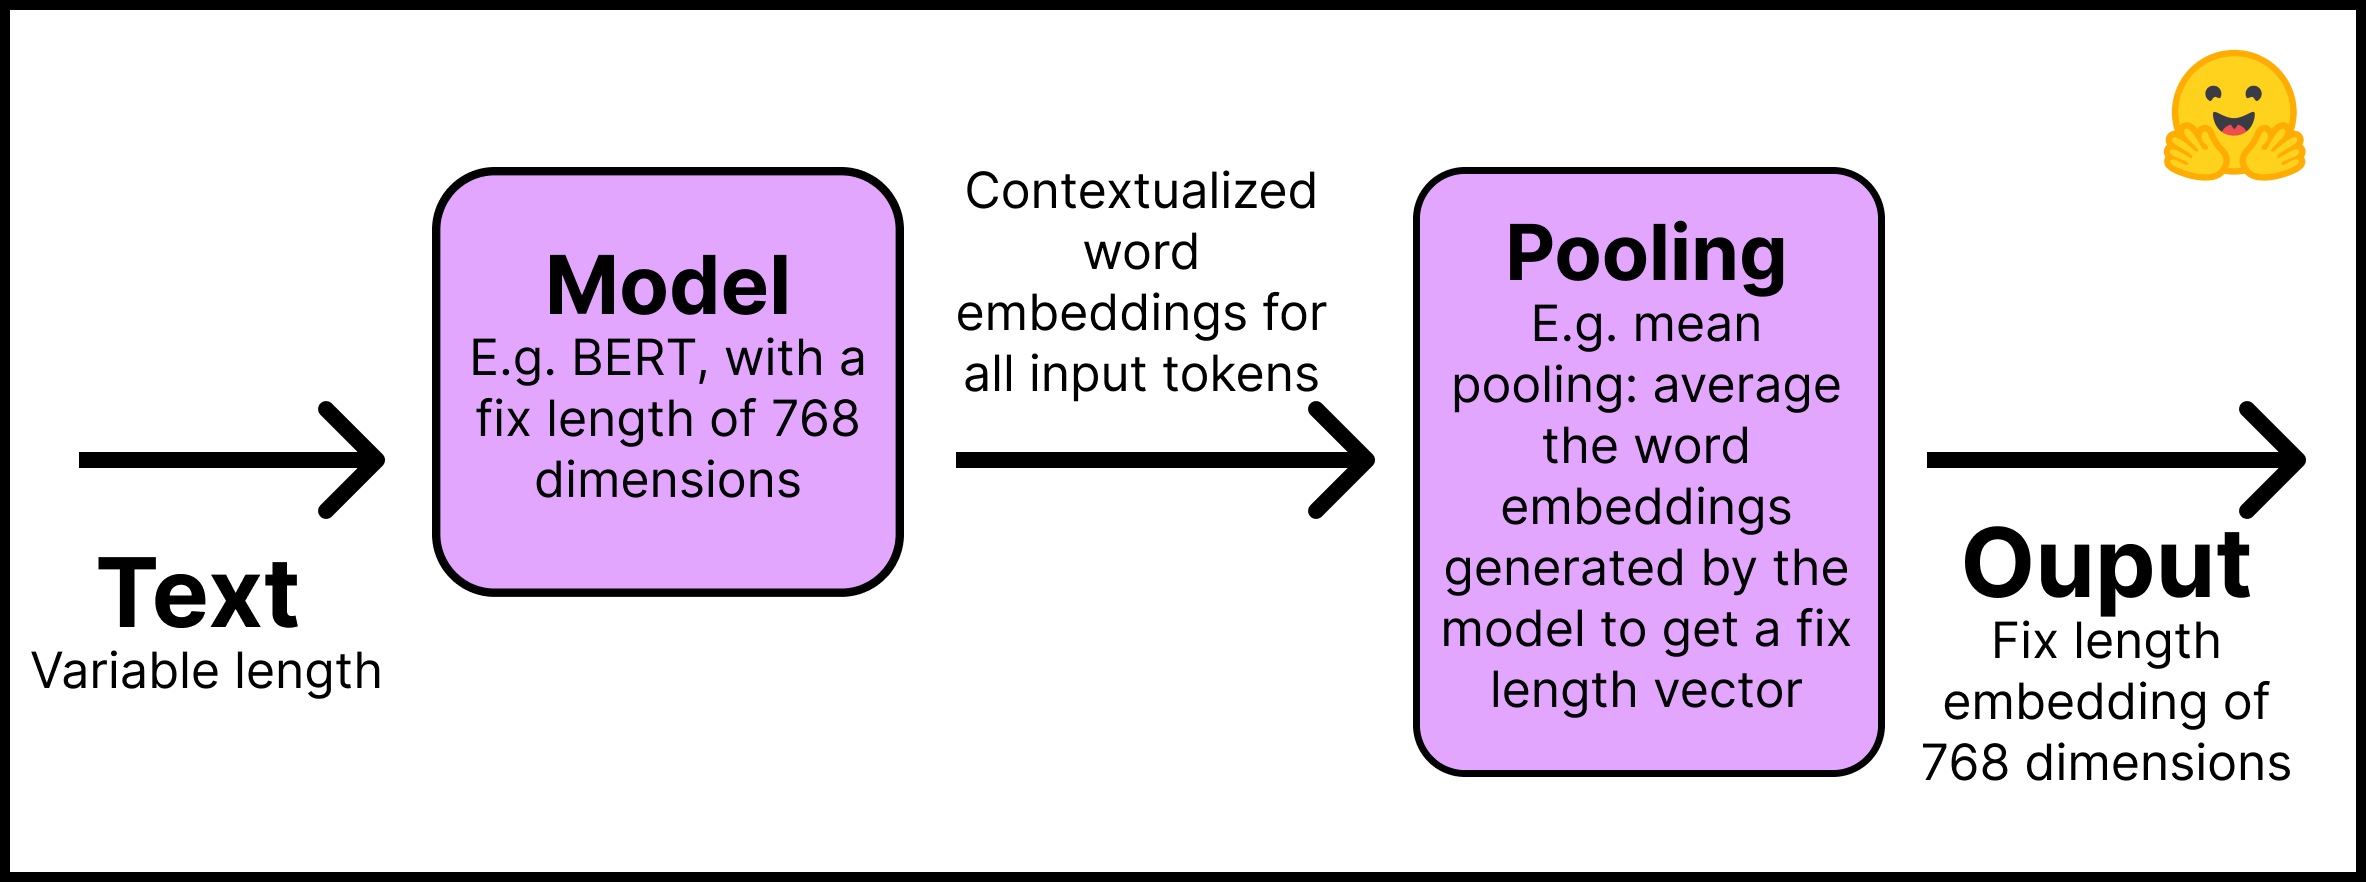 Text
Variable length
Model
E.g. BERT, with a
fix length of 768
dimensions
Contextualized
word
embeddings for
all input tokens
Pooling
E.g. mean
pooling: average
the word
embeddings
generated by the
model to get a fix
length vector
Ouput
Fix length
embedding of
768 dimensions